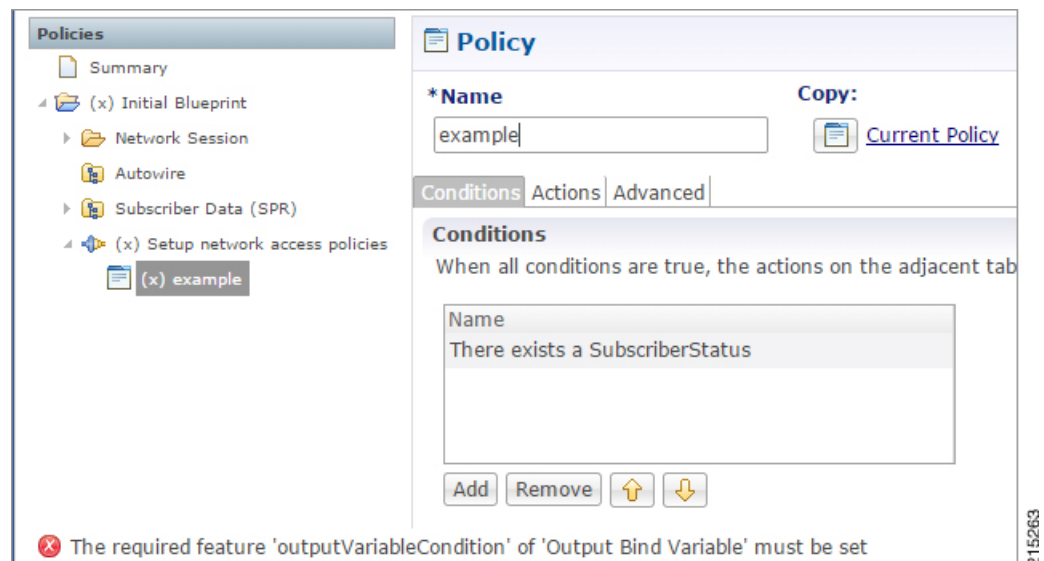 Policies
Summary
(x) Initial Blueprint
Network Session
Autowire
Subscriber Data (SPR)
(x) Setup network access policies
(x) example
Policy
*Name
Copy:
example
Current Policy
Conditions Actions Advanced
Conditions
When all conditions are true, the actions on the adjacent tab
Name
There exists a SubscriberStatus
Add Remove
The required feature 'outputVariableCondition' of 'Output Bind Variable' must be set
215263